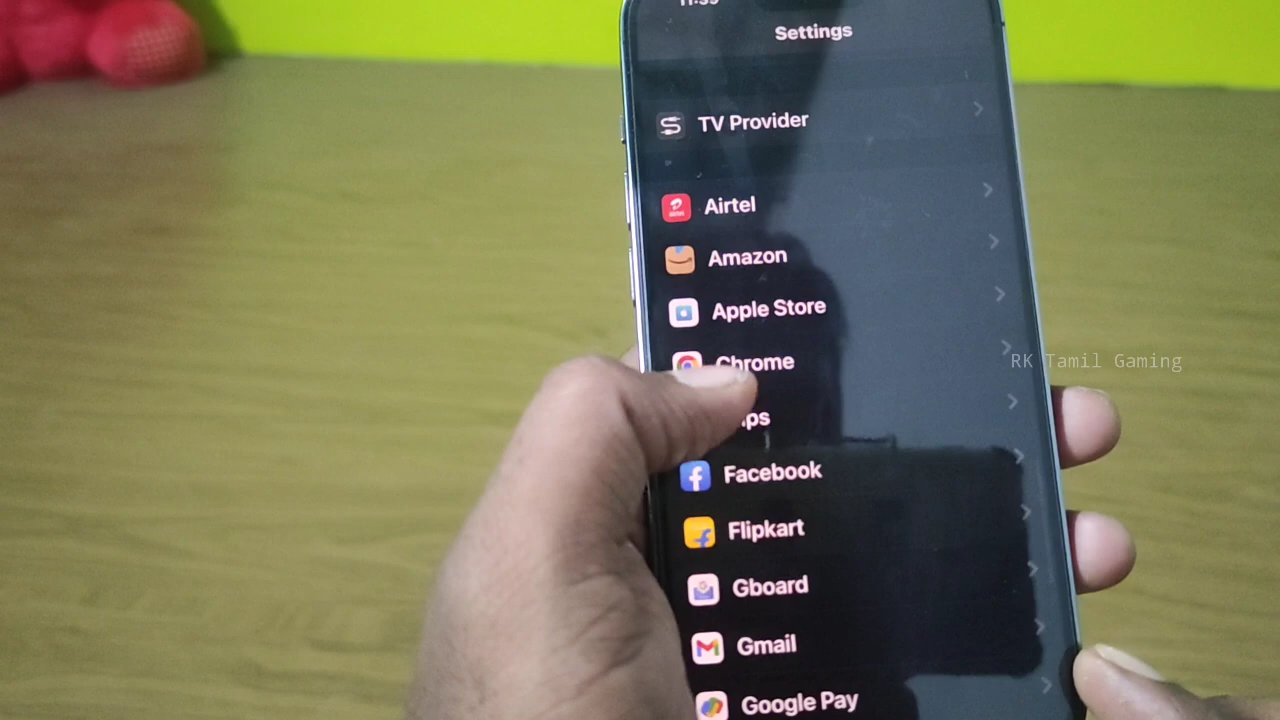 Settings
TV Provider
Airtel
Amazon
Apple Store
Chrome
RK Tamil Gaming
Facebook
Flipkart
Gboard
Gmail
Google Pay